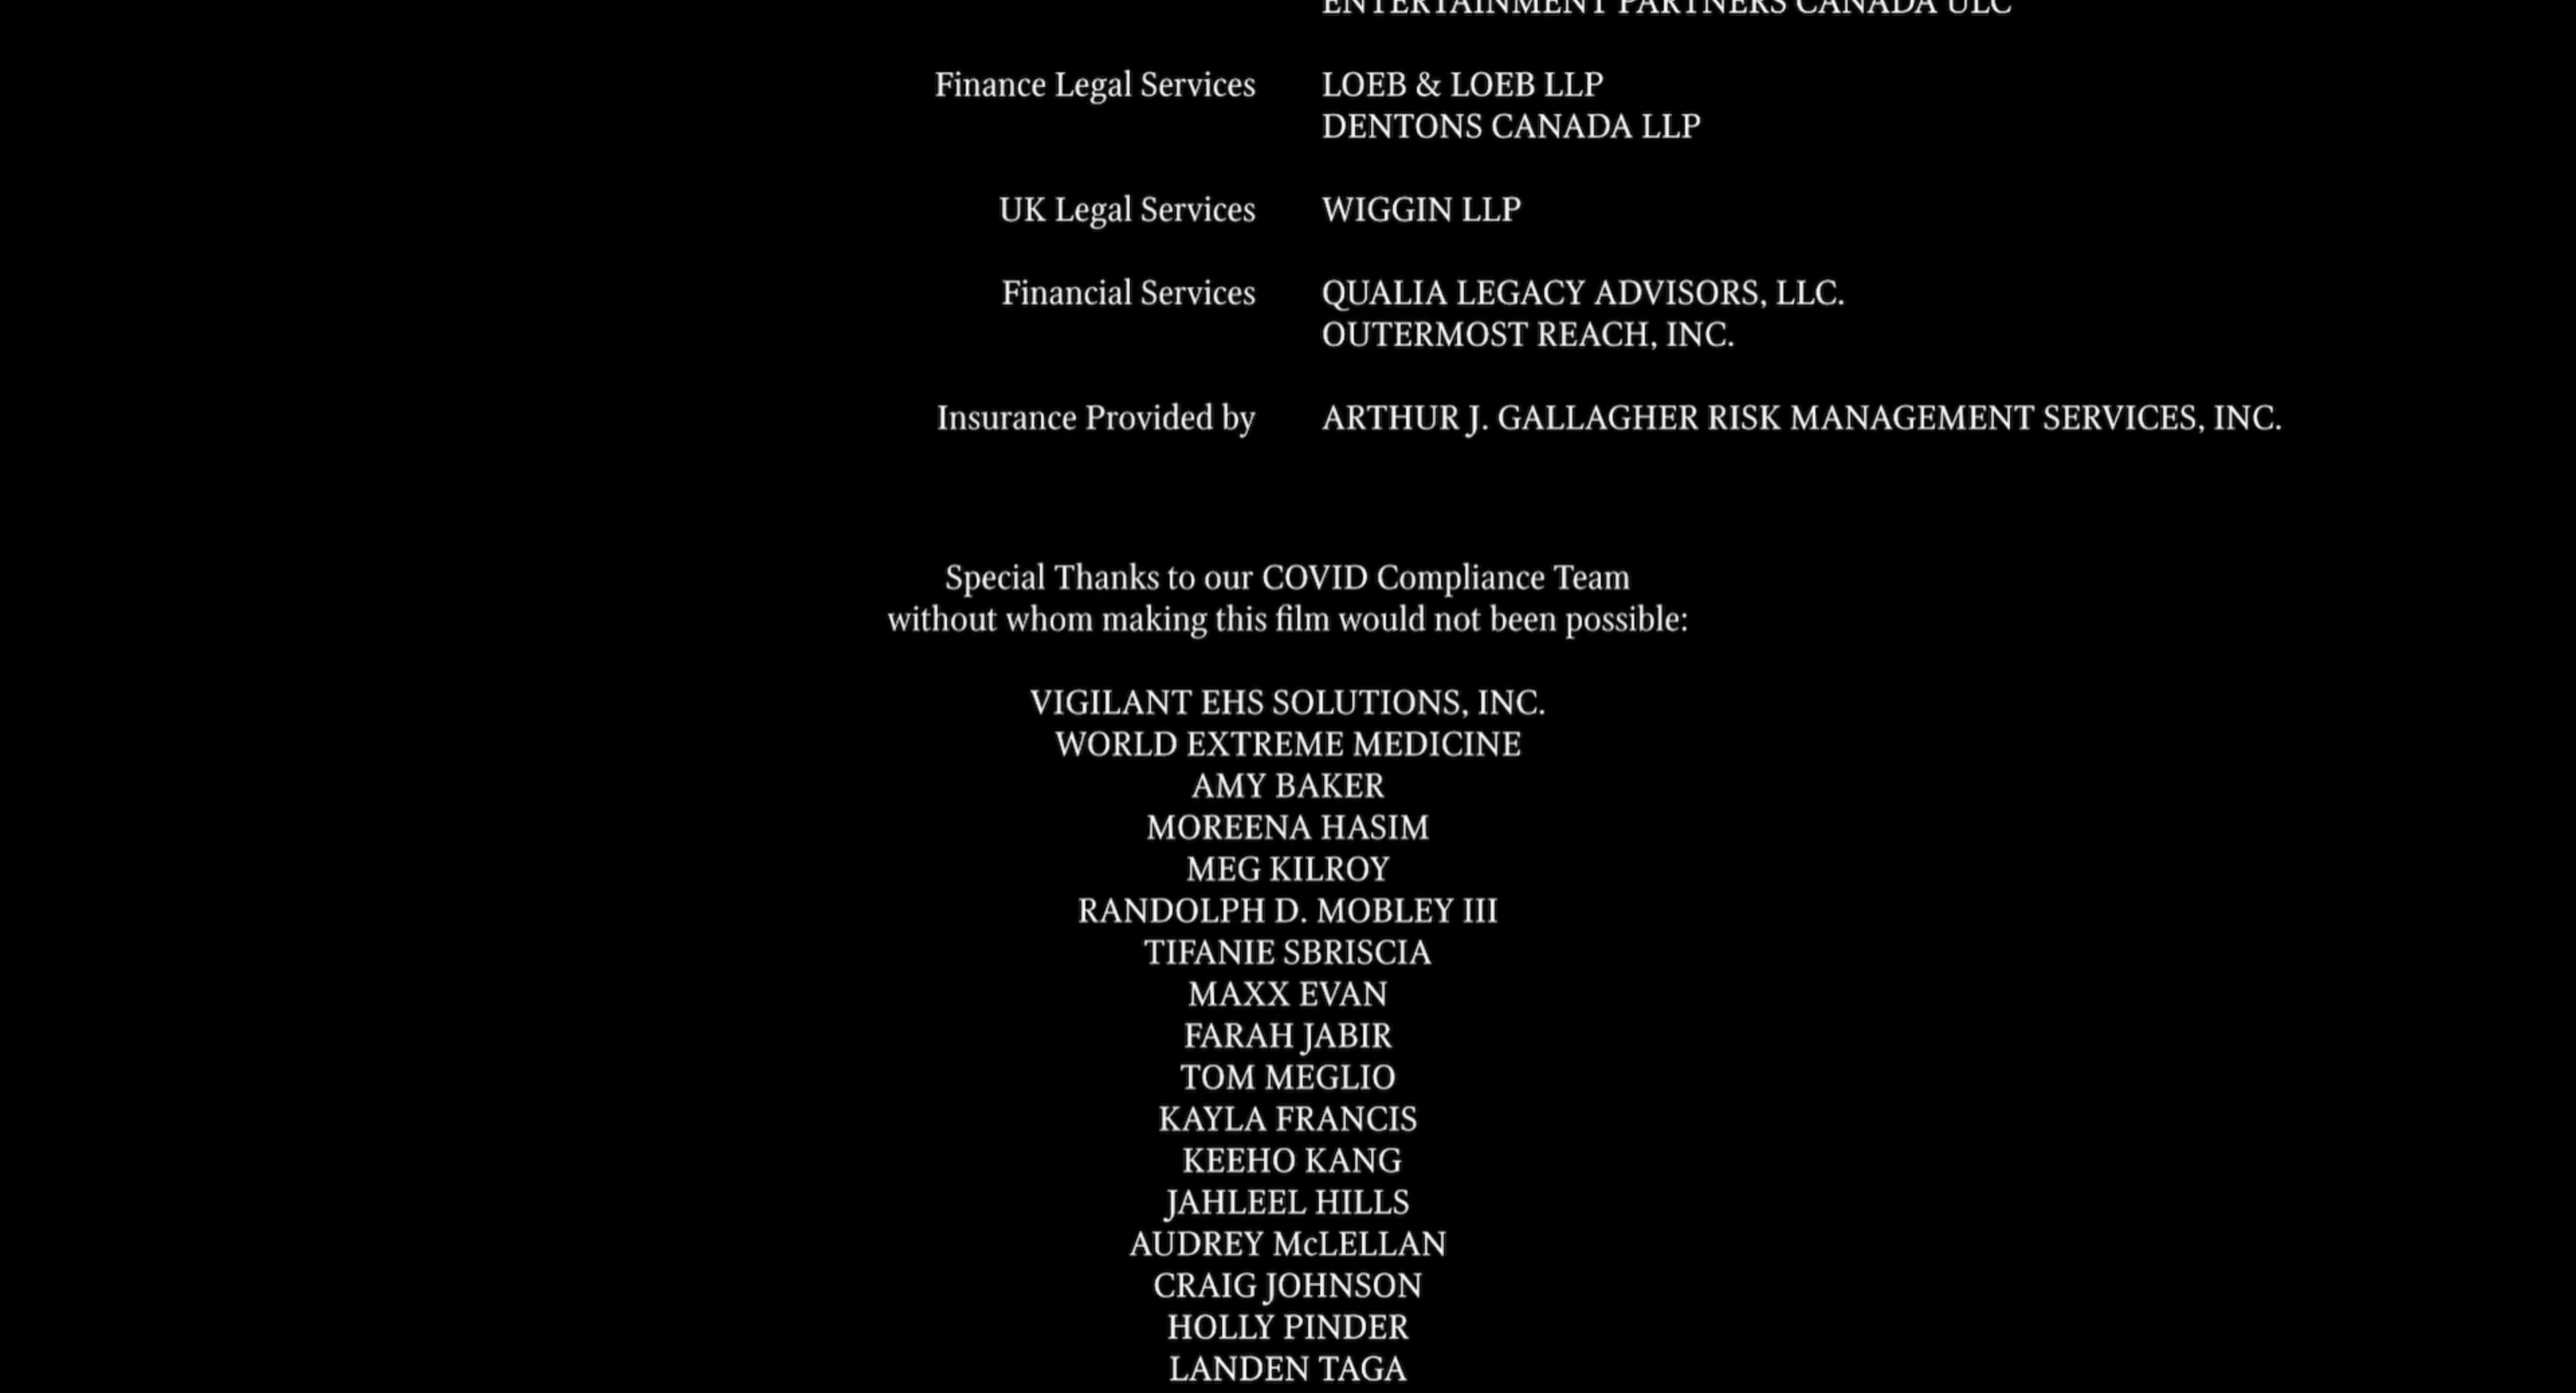 ENTERTAINMENT PARTNERS CANADA ULC
Finance Legal Services LOEB & LOEB LLP
DENTONS CANADA LLP
UK Legal Services WIGGIN LLP
Financial Services QUALIA LEGACY ADVISORS, LLC.
OUTERMOST REACH, INC.
Insurance Provided by ARTHUR J. GALLAGHER RISK MANAGEMENT SERVICES, INC.
Special Thanks to our COVID Compliance Team
without whom making this film would not been possible:
VIGILANT EHS SOLUTIONS, INC.
WORLD EXTREME MEDICINE
AMY BAKER
MOREENA HASIM
MEG KILROY
RANDOLPH D. MOBLEY III
TIFANIE SBRISCIA
MAXX EVAN
FARAH JABIR
TOM MEGLIO
KAYLA FRANCIS
KEEHO KANG
JAHLEEL HILLS
AUDREY McLELLAN
CRAIG JOHNSON
HOLLY PINDER
LANDEN TAGA